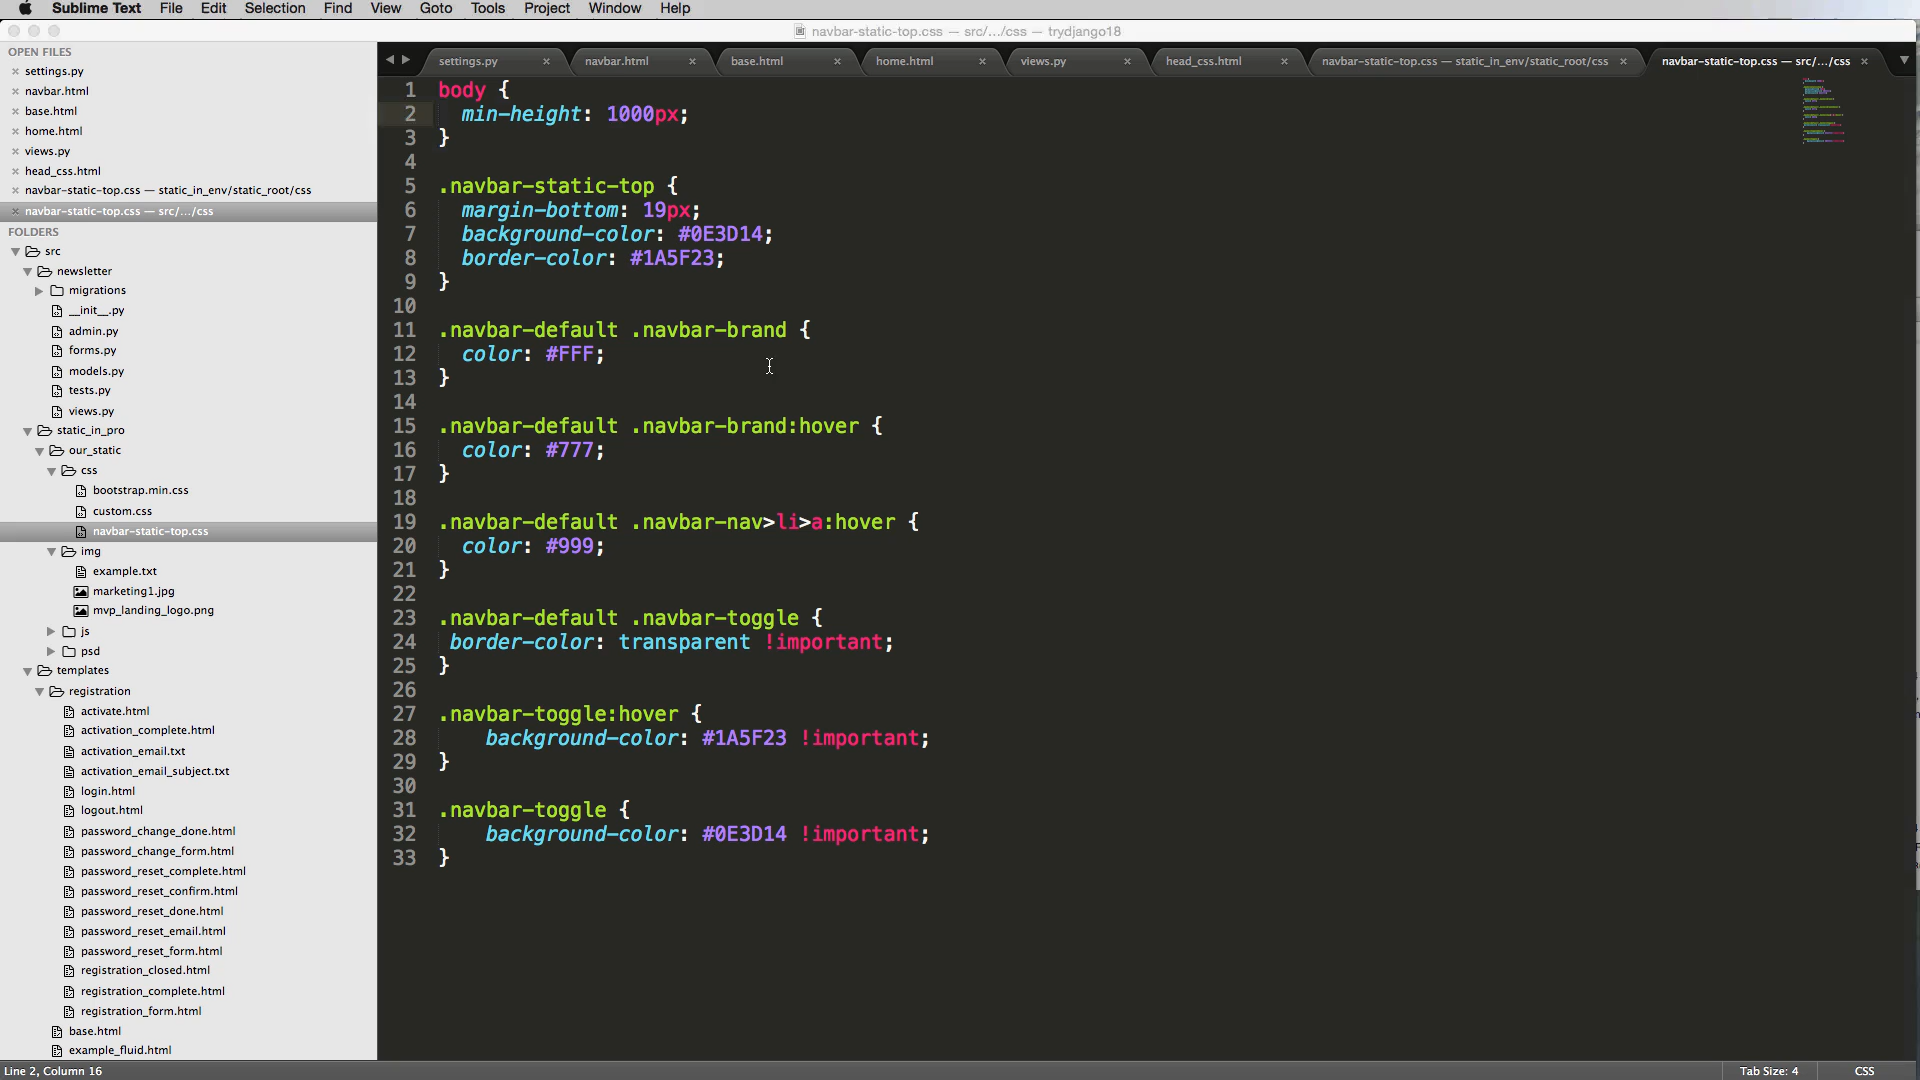 Sublime Text File Edit Selection Find View Goto Tools Project Window Help
navbar-static-top.css — src/.../css — trydjango18
OPEN FILES
settings.py
navbar.html
base.html
home.html
views.py
head_css.html
navbar-static-top.css — static_in_env/static_root/css
navbar-static-top.css — src/.../css
FOLDERS
src
newsletter
migrations
__init__.py
admin.py
forms.py
models.py
tests.py
views.py
static_in_pro
our_static
css
bootstrap.min.css
custom.css
navbar-static-top.css
img
example.txt
marketing1.jpg
mvp_landing_logo.png
js
psd
templates
registration
activate.html
activation_complete.html
activation_email.txt
activation_email_subject.txt
login.html
logout.html
password_change_done.html
password_change_form.html
password_reset_complete.html
password_reset_confirm.html
password_reset_done.html
password_reset_email.html
password_reset_form.html
registration_closed.html
registration_complete.html
registration_form.html
base.html
example_fluid.html
settings.py navbar.html base.html home.html views.py head_css.html navbar-static-top.css — static_in_env/static_root/css navbar-static-top.css — src/.../css
1 body {
2 min-height: 1000px;
3 }
4
5 .navbar-static-top {
6 margin-bottom: 19px;
7 background-color: #0E3D14;
8 border-color: #1A5F23;
9 }
10
11 .navbar-default .navbar-brand {
12 color: #FFF;
13 }
14
15 .navbar-default .navbar-brand:hover {
16 color: #777;
17 }
18
19 .navbar-default .navbar-nav>li>a:hover {
20 color: #999;
21 }
22
23 .navbar-default .navbar-toggle {
24 border-color: transparent !important;
25 }
26
27 .navbar-toggle:hover {
28 background-color: #1A5F23 !important;
29 }
30
31 .navbar-toggle {
32 background-color: #0E3D14 !important;
33 }
Line 2, Column 16
Tab Size: 4
CSS